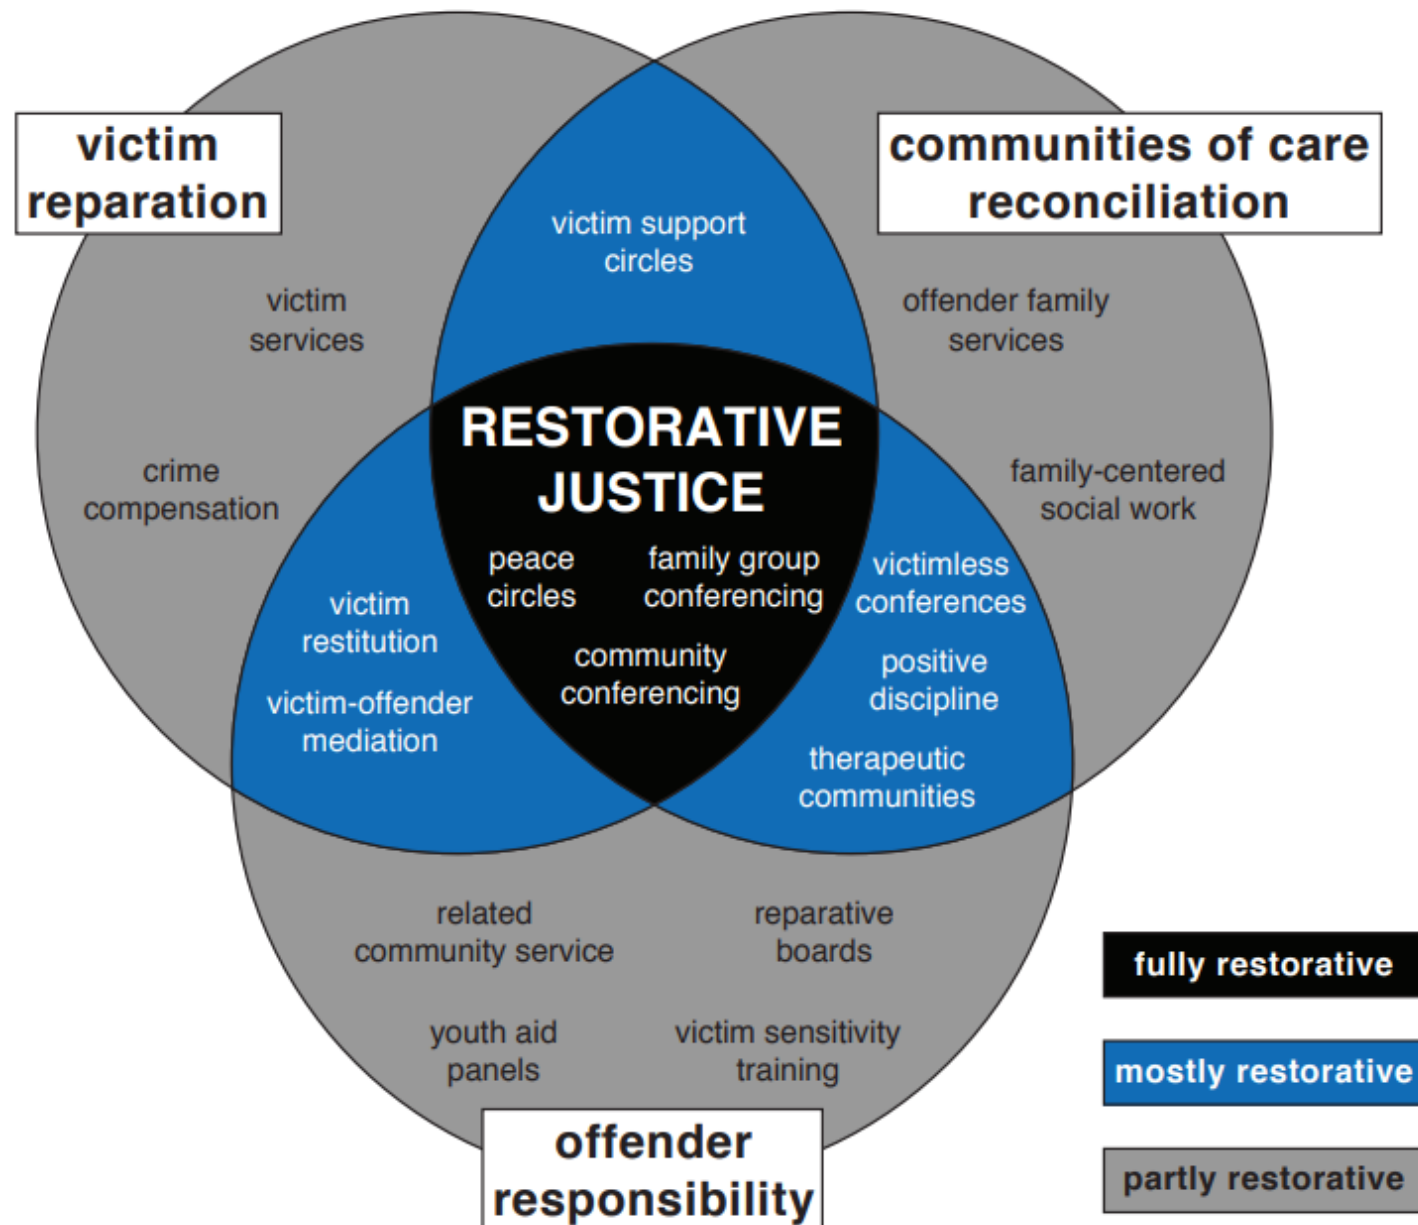 victim
reparation
communities of care
reconciliation
victim support
circles
victim
services
offender family
services
crime
compensation
family-centered
social work
RESTORATIVE
JUSTICE
peace
circles
family group
conferencing
community
conferencing
victim
restitution
victim-offender
mediation
victimless
conferences
positive
discipline
therapeutic
communities
related
community service
reparative
boards
youth aid
panels
victim sensitivity
training
offender
responsibility
fully restorative
mostly restorative
partly restorative